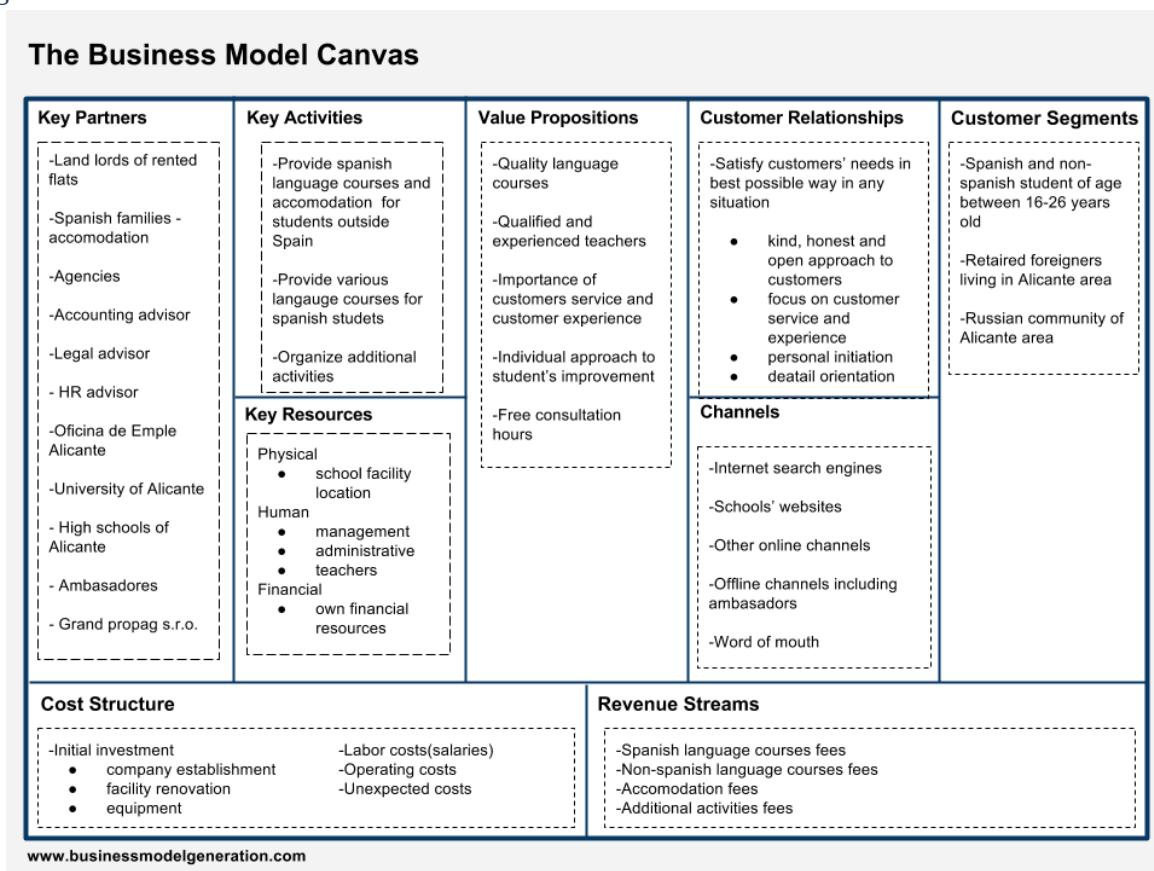 The Business Model Canvas
Key Partners
-Land lords of rented
flats
-Spanish families -
accomodation
-Agencies
-Accounting advisor
-Legal advisor
- HR advisor
-Oficina de Emple
Alicante
-University of Alicante
- High schools of
Alicante
- Ambasadores
- Grand propag s.r.o.
Key Activities
-Provide spanish
language courses and
accomodation for
students outside
Spain
-Provide various
langauge courses for
spanish studets
-Organize additional
activities
Key Resources
Physical
● school facility
location
Human
● management
● administrative
● teachers
Financial
● own financial
resources
Value Propositions
-Quality language
courses
-Qualified and
experienced teachers
-Importance of
customers service and
customer experience
-Individual approach to
student's improvement
-Free consultation
hours
Customer Relationships
-Satisfy customers' needs in
best possible way in any
situation
● kind, honest and
open approach to
customers
● focus on customer
service and
experience
● personal initiation
● deatail orientation
Channels
-Internet search engines
-Schools' websites
-Other online channels
-Offline channels including
ambasadors
-Word of mouth
Customer Segments
-Spanish and non-
spanish student of age
between 16-26 years
old
-Retaired foreigners
living in Alicante area
-Russian community of
Alicante area
Cost Structure
-Initial investment
● company establishment
● facility renovation
● equipment
-Labor costs(salaries)
-Operating costs
-Unexpected costs
Revenue Streams
-Spanish language courses fees
-Non-spanish language courses fees
-Accomodation fees
-Additional activities fees
www.businessmodelgeneration.com